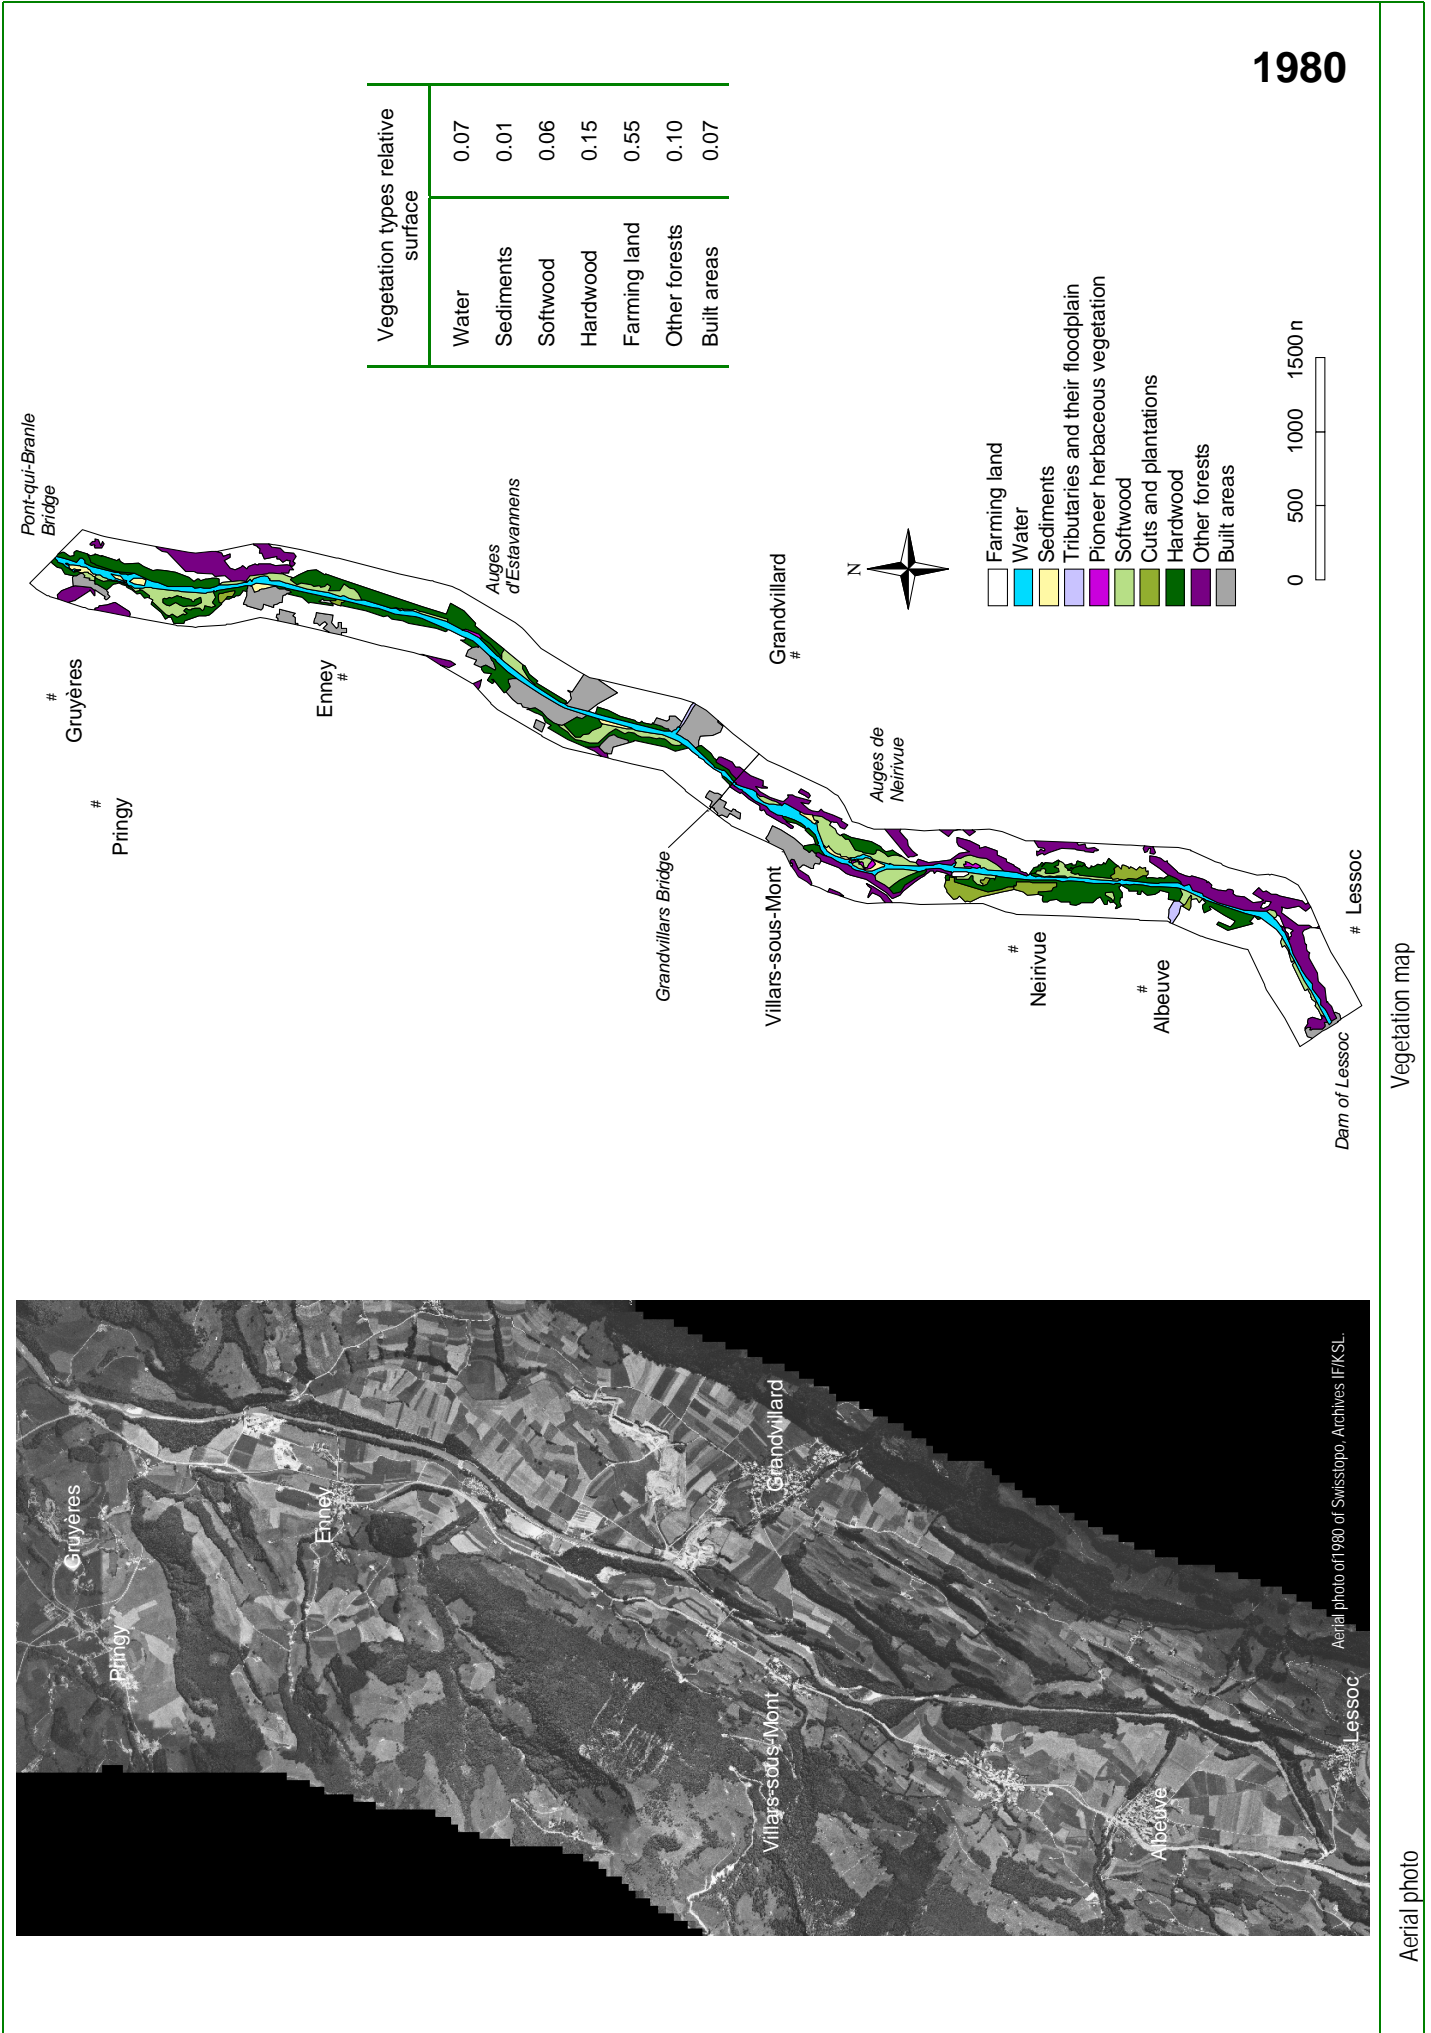 1980
Vegetation types relative
surface
Water 0.07
Sediments 0.01
Softwood 0.06
Hardwood 0.15
Farming land 0.55
Other forests 0.10
Built areas 0.07
Pont-qui-Branle
Bridge
#
Gruyères
#
Pringy
Enney
#
Auges
d'Estavannens
Grandvillard
#
Grandvillars Bridge
Villars-sous-Mont
Auges de
Neirivue
#
Neirivue
#
Albeuve
# Lessoc
Dam of Lessoc
N
Farming land
Water
Sediments
Tributaries and their floodplain
Pioneer herbaceous vegetation
Softwood
Cuts and plantations
Hardwood
Other forests
Built areas
0 500 1000 1500 n
Gruyères
Pringy
Enney
Grandvillard
Villars-sous-Mont
Albeuve
Lessoc
Aerial photo of1980 of Swisstopo, Archives IF/KSL.
Aerial photo
Vegetation map